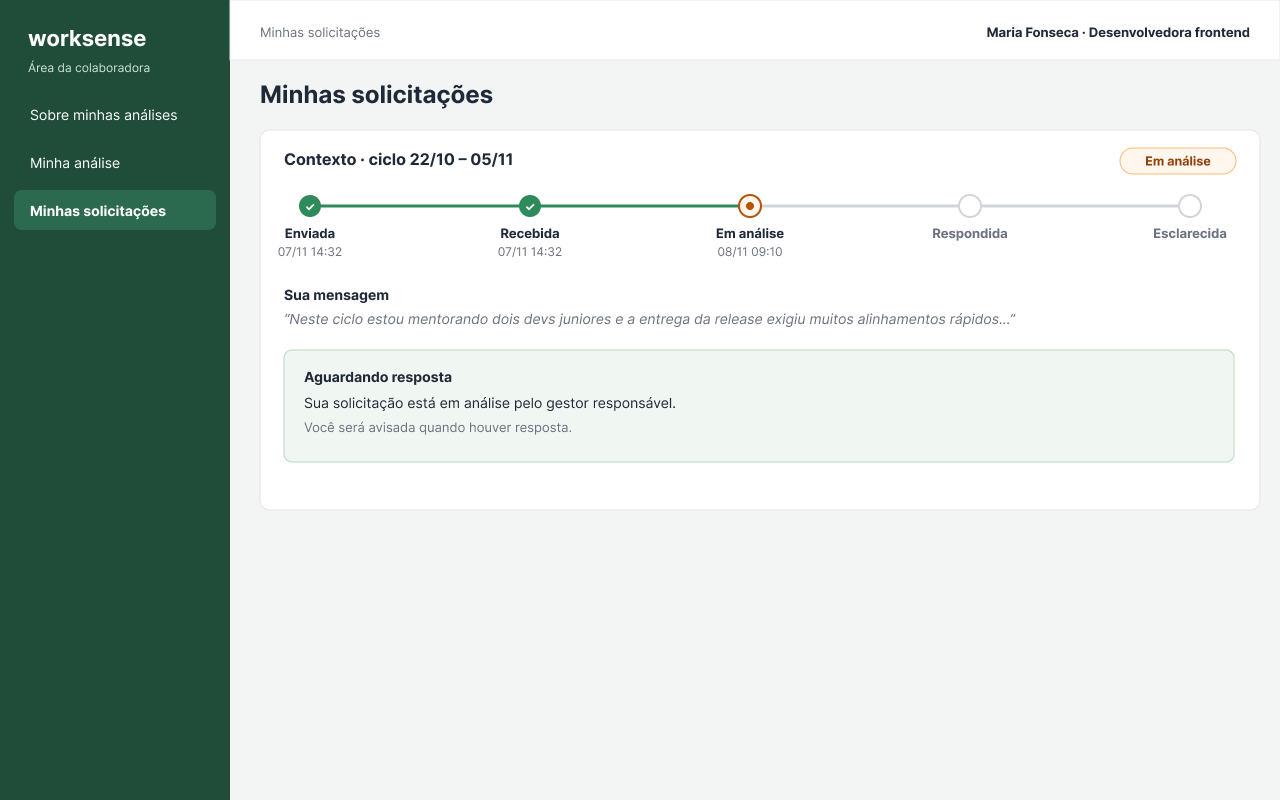 worksense
Área da colaboradora
Sobre minhas análises
Minha análise
Minhas solicitações
Minhas solicitações
Maria Fonseca · Desenvolvedora frontend
Minhas solicitações
Contexto · ciclo 22/10 – 05/11
Em análise
Enviada
07/11 14:32
Recebida
07/11 14:32
Em análise
08/11 09:10
Respondida
Esclarecida
Sua mensagem
“Neste ciclo estou mentorando dois devs juniores e a entrega da release exigiu muitos alinhamentos rápidos…”
Aguardando resposta
Sua solicitação está em análise pelo gestor responsável.
Você será avisada quando houver resposta.